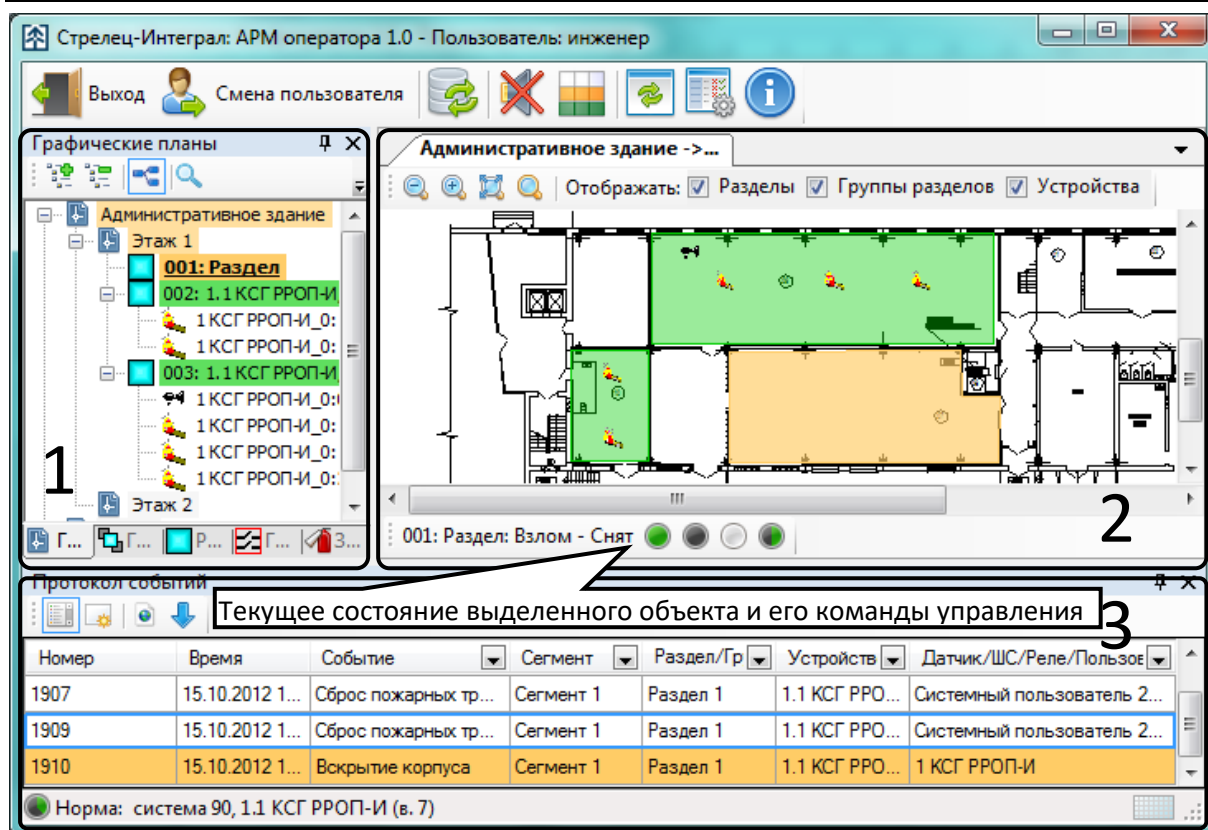 Стрелец-Интеграл: АРМ оператора 1.0 - Пользователь: инженер
Выход Смена пользователя
Графические планы
Административное здание
Этаж 1
001: Раздел
002: 1.1 КСГ РРОП-И,
1 КСГ РРОП-И_0:
1 КСГ РРОП-И_0:
003: 1.1 КСГ РРОП-И,
1 КСГ РРОП-И_0:
1 КСГ РРОП-И_0:
1 КСГ РРОП-И_0:
1 КСГ РРОП-И_0:
Этаж 2
1
Г... Г... Р... Г... З...
Административное здание ->...
Отображать: Разделы Группы разделов Устройства
001: Раздел: Взлом - Снят
2
Протокол событий
Текущее состояние выделенного объекта и его команды управления
3
Номер Время Событие Сегмент Раздел/Гр Устройств Датчик/ШС/Реле/Пользов
1907 15.10.2012 1... Сброс пожарных тр... Сегмент 1 Раздел 1 1.1 КСГ РРО... Системный пользователь 2...
1909 15.10.2012 1... Сброс пожарных тр... Сегмент 1 Раздел 1 1.1 КСГ РРО... Системный пользователь 2...
1910 15.10.2012 1... Вскрытие корпуса Сегмент 1 Раздел 1 1.1 КСГ РРО... 1 КСГ РРОП-И
Норма: система 90, 1.1 КСГ РРОП-И (в. 7)